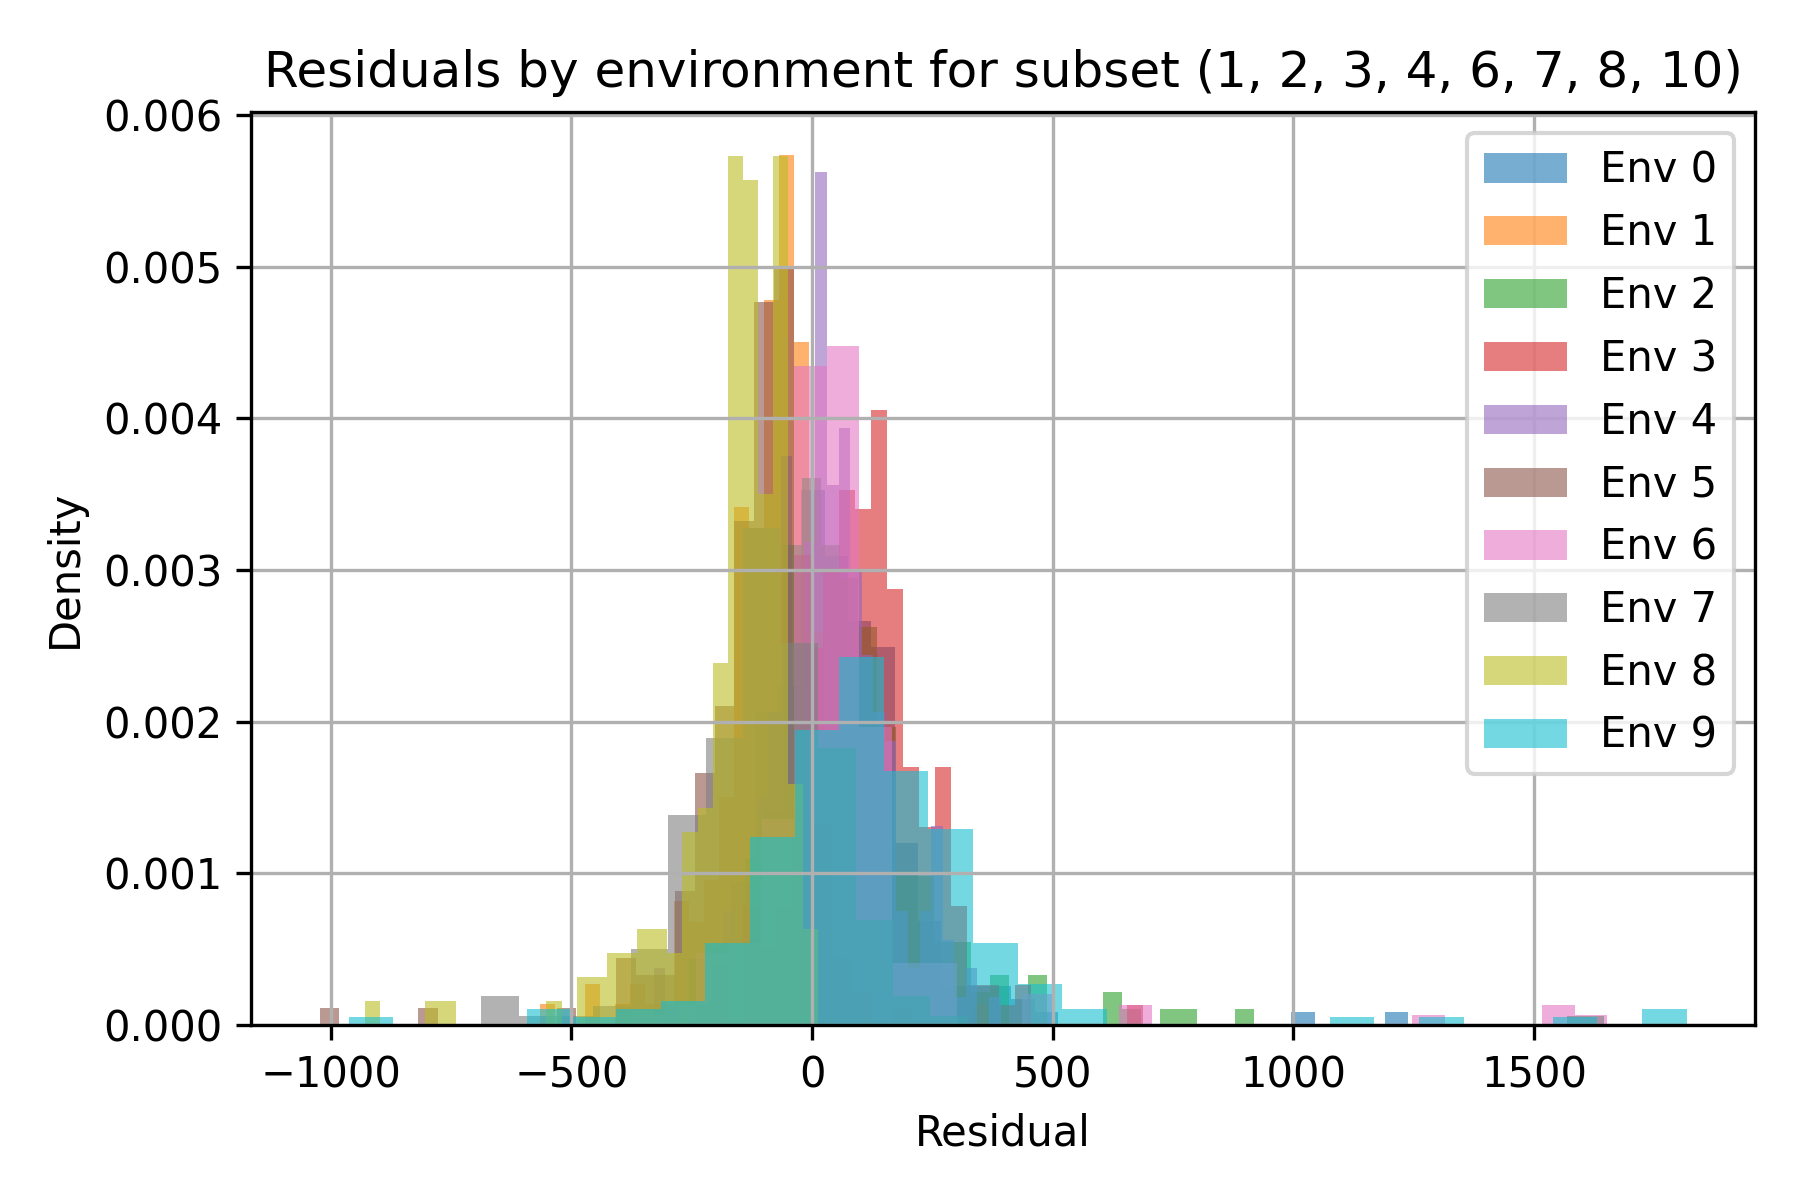 Residuals by environment for subset (1, 2, 3, 4, 6, 7, 8, 10)
0.006
0.005
0.004
0.003
0.002
0.001
0.000
Density
Env 0
Env 1
Env 2
Env 3
Env 4
Env 5
Env 6
Env 7
Env 8
Env 9
−1000
−500
0
500
1000
1500
Residual